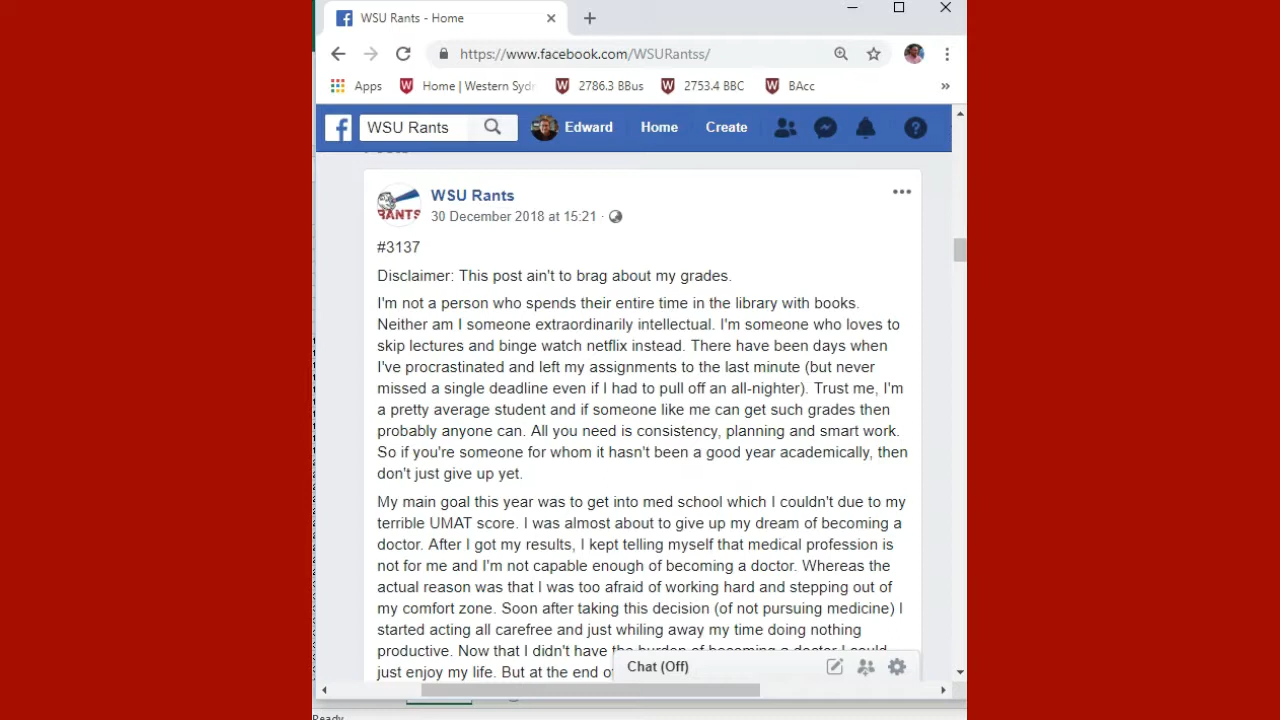 WSU Rants - Home
https://www.facebook.com/WSURantss/
Apps Home | Western Syd 2786.3 BBus 2753.4 BBC BAcc »
WSU Rants Edward Home Create
WSU Rants
30 December 2018 at 15:21 ·
#3137
Disclaimer: This post ain't to brag about my grades.
I'm not a person who spends their entire time in the library with books.
Neither am I someone extraordinarily intellectual. I'm someone who loves to
skip lectures and binge watch netflix instead. There have been days when
I've procrastinated and left my assignments to the last minute (but never
missed a single deadline even if I had to pull off an all-nighter). Trust me, I'm
a pretty average student and if someone like me can get such grades then
probably anyone can. All you need is consistency, planning and smart work.
So if you're someone for whom it hasn't been a good year academically, then
don't just give up yet.
My main goal this year was to get into med school which I couldn't due to my
terrible UMAT score. I was almost about to give up my dream of becoming a
doctor. After I got my results, I kept telling myself that medical profession is
not for me and I'm not capable enough of becoming a doctor. Whereas the
actual reason was that I was too afraid of working hard and stepping out of
my comfort zone. Soon after taking this decision (of not pursuing medicine) I
started acting all carefree and just whiling away my time doing nothing
productive. Now that I didn't have the burden of becoming a doctor I could
just enjoy my life. But at the end of
Chat (Off)
RANTS
Ready